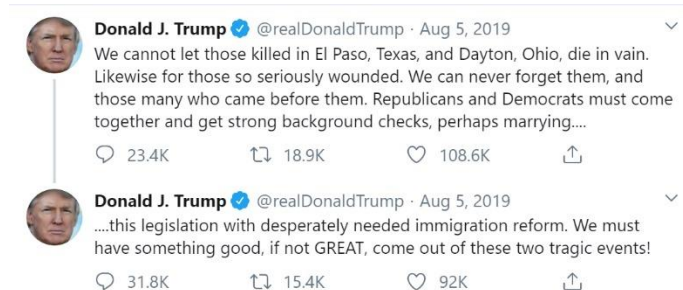 Donald J. Trump @realDonaldTrump · Aug 5, 2019
We cannot let those killed in El Paso, Texas, and Dayton, Ohio, die in vain.
Likewise for those so seriously wounded. We can never forget them, and
those many who came before them. Republicans and Democrats must come
together and get strong background checks, perhaps marrying....
23.4K 18.9K 108.6K
Donald J. Trump @realDonaldTrump · Aug 5, 2019
....this legislation with desperately needed immigration reform. We must
have something good, if not GREAT, come out of these two tragic events!
31.8K 15.4K 92K